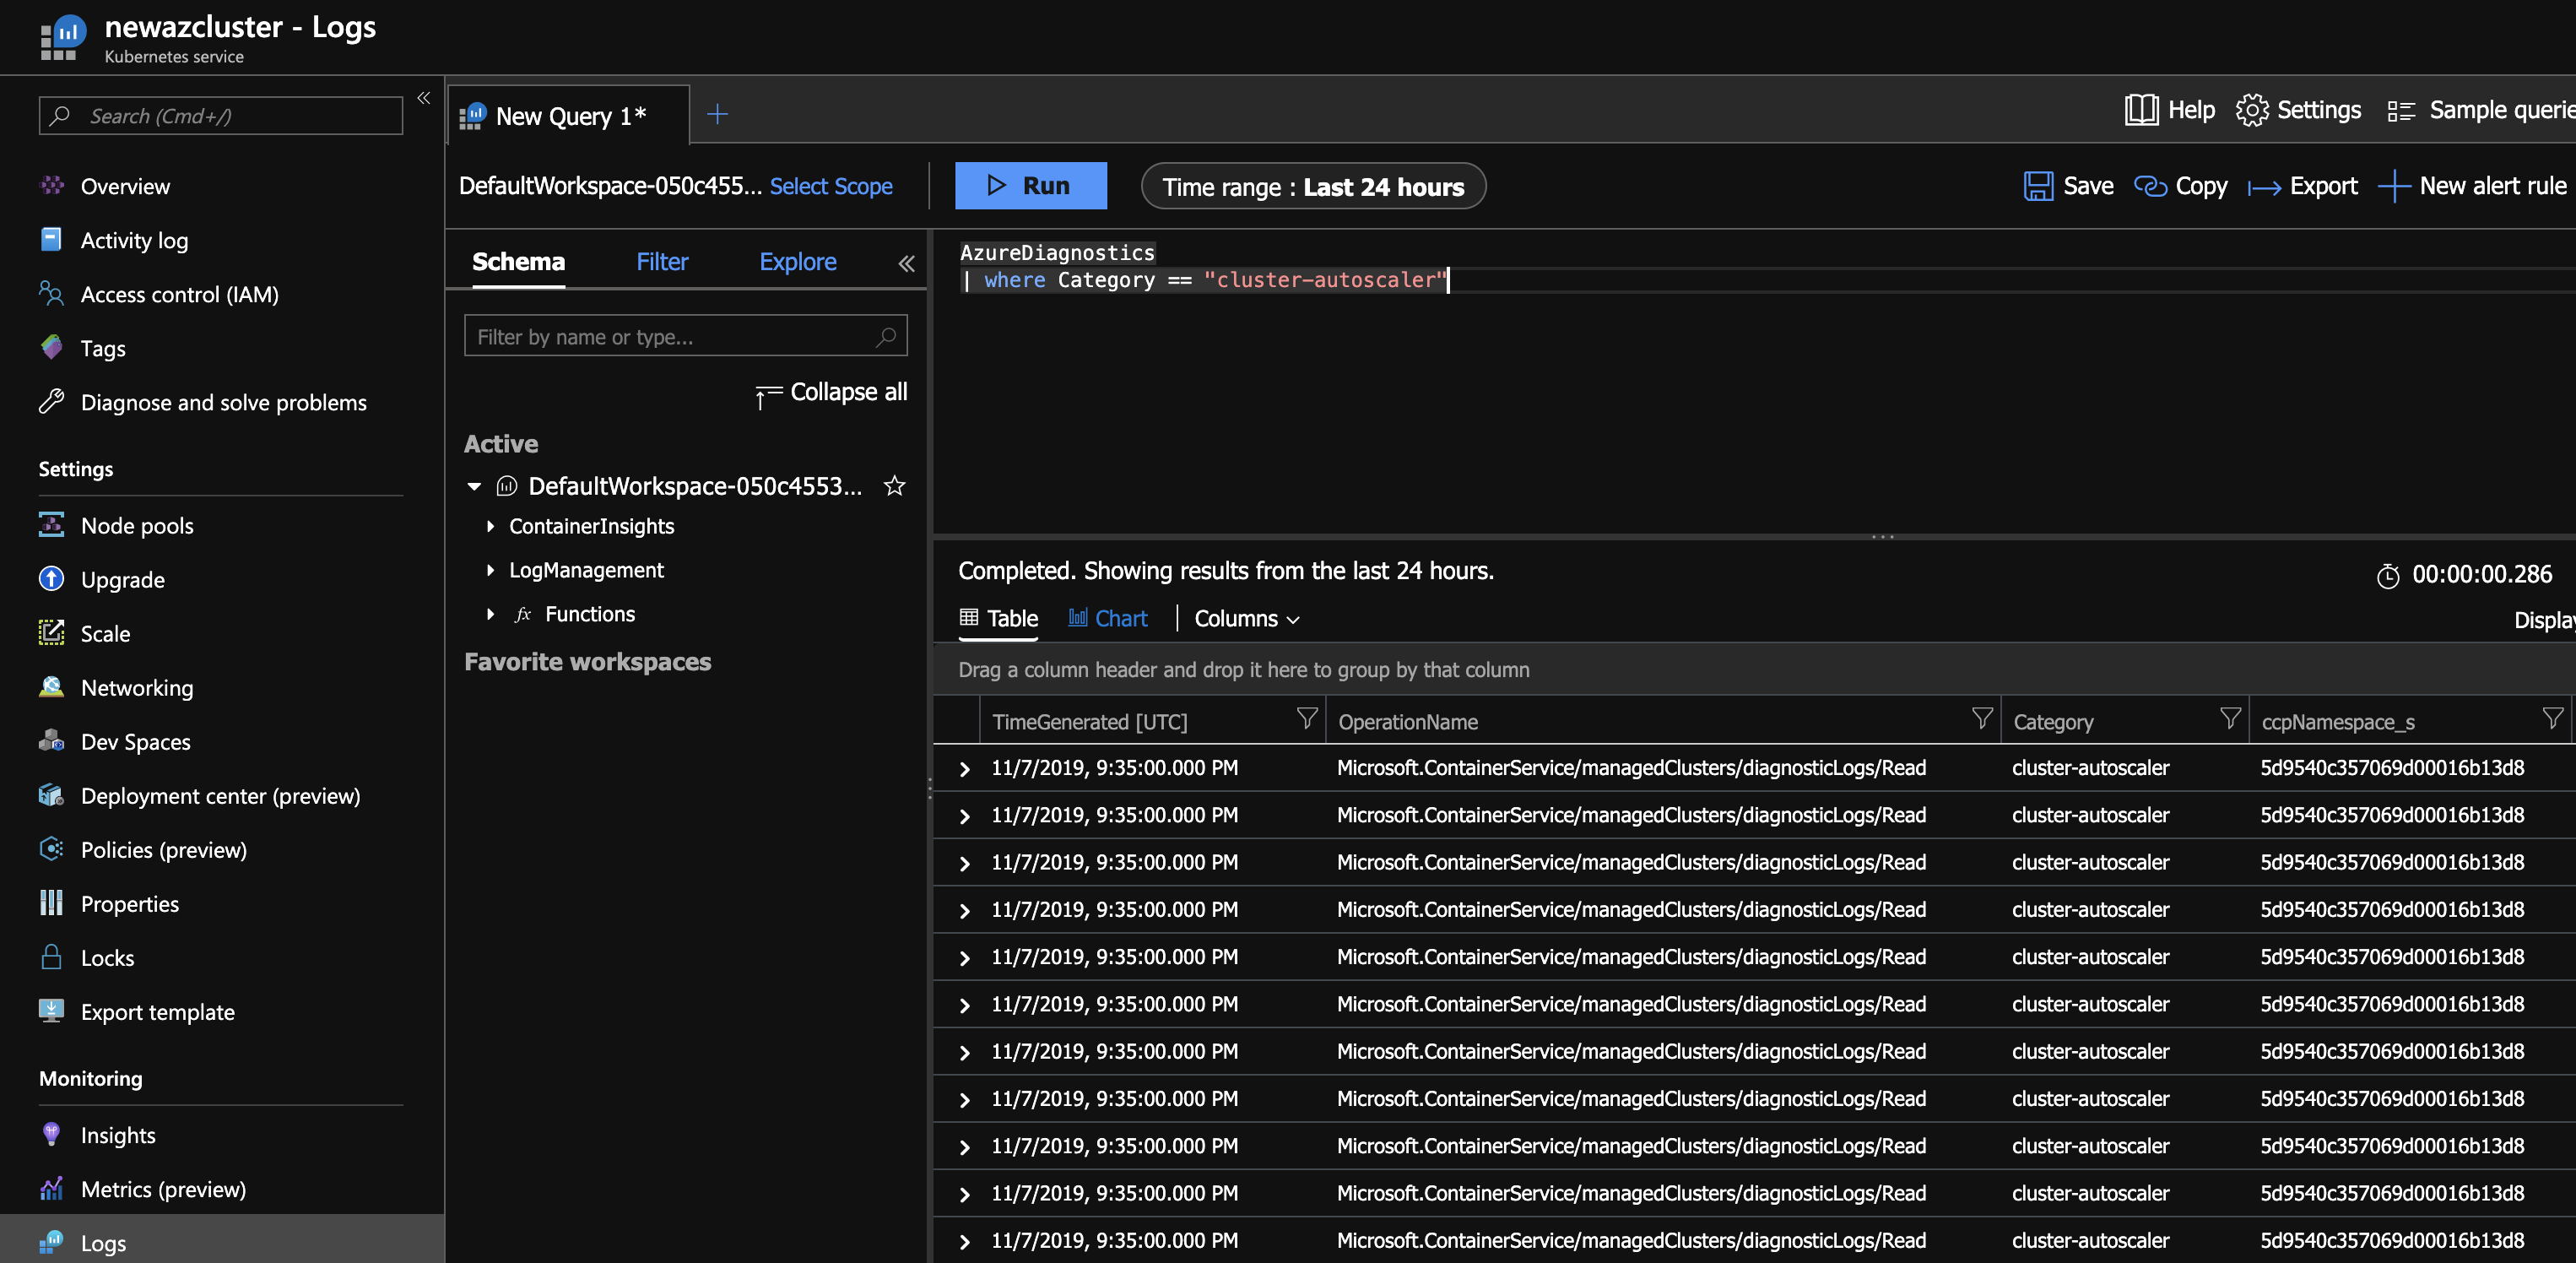 newazcluster - Logs
Kubernetes service
Search (Cmd+/)
Overview
Activity log
Access control (IAM)
Tags
Diagnose and solve problems
Settings
Node pools
Upgrade
Scale
Networking
Dev Spaces
Deployment center (preview)
Policies (preview)
Properties
Locks
Export template
Monitoring
Insights
Metrics (preview)
Logs
New Query 1*
Help Settings Sample querie
DefaultWorkspace-050c455... Select Scope Run Time range : Last 24 hours Save Copy Export New alert rule
Schema Filter Explore
Filter by name or type...
Collapse all
Active
DefaultWorkspace-050c4553...
ContainerInsights
LogManagement
fx Functions
Favorite workspaces
AzureDiagnostics
| where Category == "cluster-autoscaler"
Completed. Showing results from the last 24 hours. 00:00:00.286
Table Chart Columns Display
Drag a column header and drop it here to group by that column
TimeGenerated [UTC] OperationName Category ccpNamespace_s
11/7/2019, 9:35:00.000 PM Microsoft.ContainerService/managedClusters/diagnosticLogs/Read cluster-autoscaler 5d9540c357069d00016b13d8
11/7/2019, 9:35:00.000 PM Microsoft.ContainerService/managedClusters/diagnosticLogs/Read cluster-autoscaler 5d9540c357069d00016b13d8
11/7/2019, 9:35:00.000 PM Microsoft.ContainerService/managedClusters/diagnosticLogs/Read cluster-autoscaler 5d9540c357069d00016b13d8
11/7/2019, 9:35:00.000 PM Microsoft.ContainerService/managedClusters/diagnosticLogs/Read cluster-autoscaler 5d9540c357069d00016b13d8
11/7/2019, 9:35:00.000 PM Microsoft.ContainerService/managedClusters/diagnosticLogs/Read cluster-autoscaler 5d9540c357069d00016b13d8
11/7/2019, 9:35:00.000 PM Microsoft.ContainerService/managedClusters/diagnosticLogs/Read cluster-autoscaler 5d9540c357069d00016b13d8
11/7/2019, 9:35:00.000 PM Microsoft.ContainerService/managedClusters/diagnosticLogs/Read cluster-autoscaler 5d9540c357069d00016b13d8
11/7/2019, 9:35:00.000 PM Microsoft.ContainerService/managedClusters/diagnosticLogs/Read cluster-autoscaler 5d9540c357069d00016b13d8
11/7/2019, 9:35:00.000 PM Microsoft.ContainerService/managedClusters/diagnosticLogs/Read cluster-autoscaler 5d9540c357069d00016b13d8
11/7/2019, 9:35:00.000 PM Microsoft.ContainerService/managedClusters/diagnosticLogs/Read cluster-autoscaler 5d9540c357069d00016b13d8
11/7/2019, 9:35:00.000 PM Microsoft.ContainerService/managedClusters/diagnosticLogs/Read cluster-autoscaler 5d9540c357069d00016b13d8